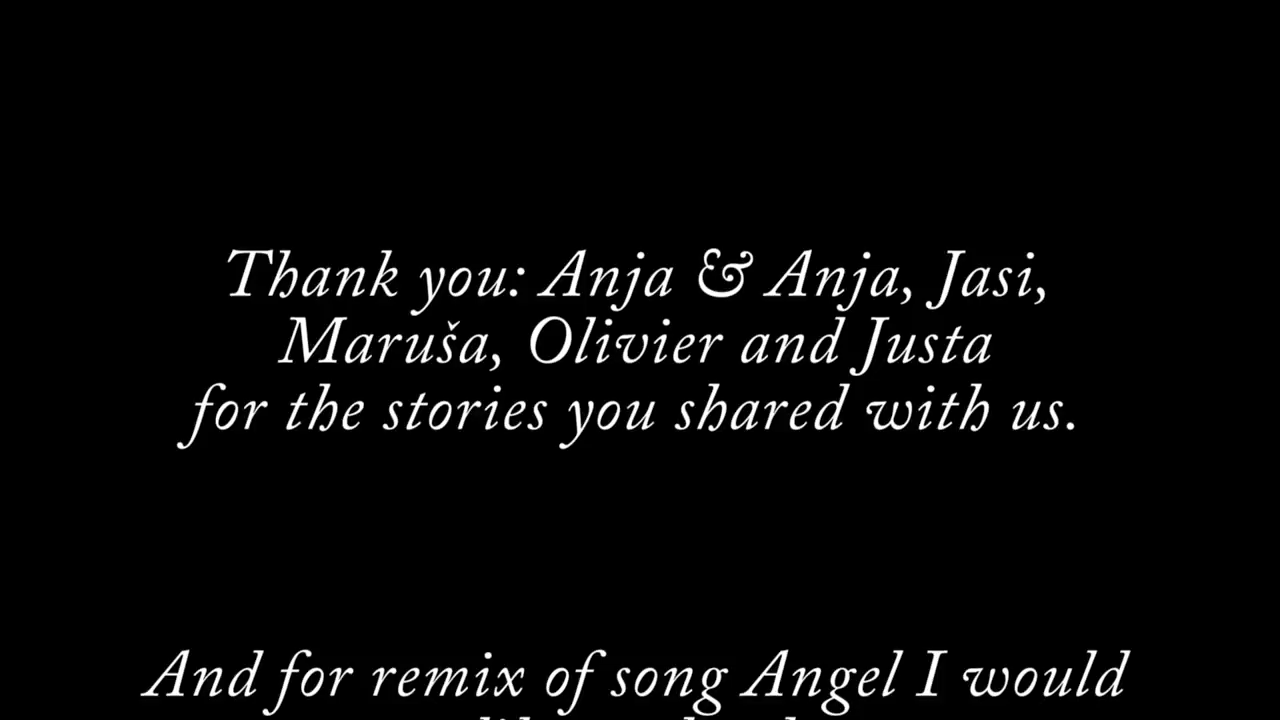 Thank you: Anja & Anja, Jasi,
Maruša, Olivier and Justa
for the stories you shared with us.
And for remix of song Angel I would